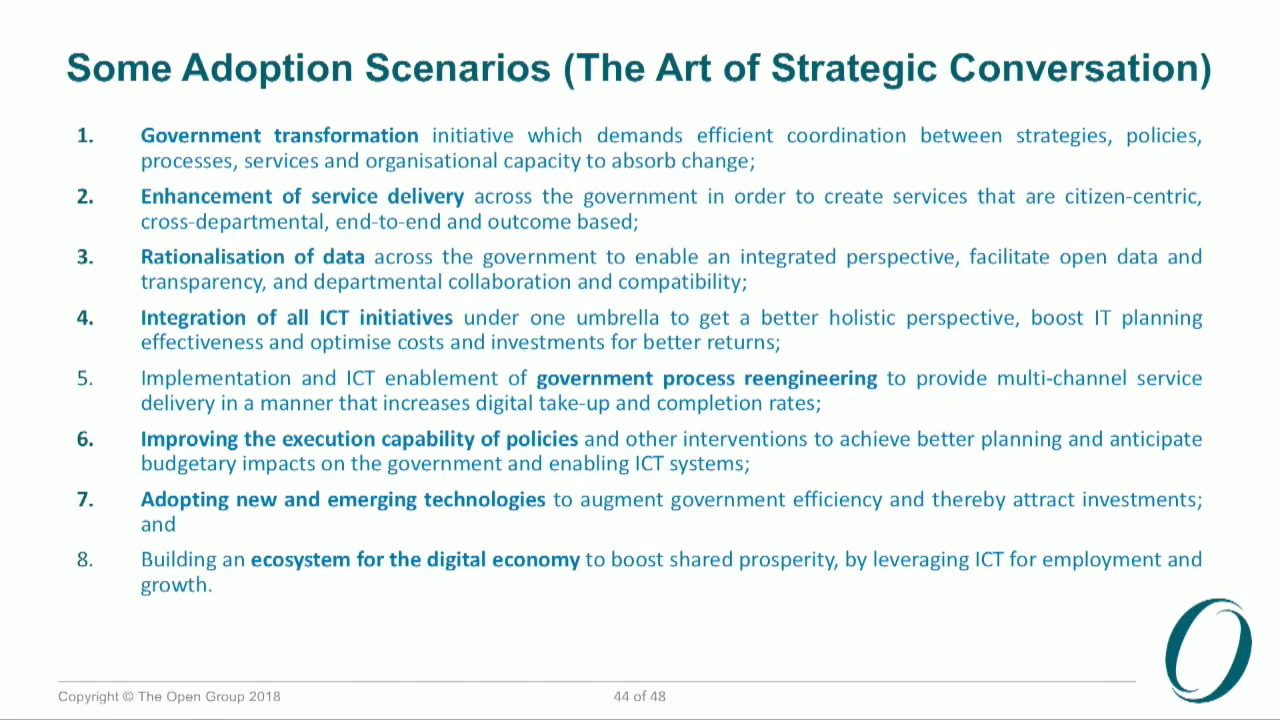 Some Adoption Scenarios (The Art of Strategic Conversation)
1. Government transformation initiative which demands efficient coordination between strategies, policies,
processes, services and organisational capacity to absorb change;
2. Enhancement of service delivery across the government in order to create services that are citizen-centric,
cross-departmental, end-to-end and outcome based;
3. Rationalisation of data across the government to enable an integrated perspective, facilitate open data and
transparency, and departmental collaboration and compatibility;
4. Integration of all ICT initiatives under one umbrella to get a better holistic perspective, boost IT planning
effectiveness and optimise costs and investments for better returns;
5. Implementation and ICT enablement of government process reengineering to provide multi-channel service
delivery in a manner that increases digital take-up and completion rates;
6. Improving the execution capability of policies and other interventions to achieve better planning and anticipate
budgetary impacts on the government and enabling ICT systems;
7. Adopting new and emerging technologies to augment government efficiency and thereby attract investments;
and
8. Building an ecosystem for the digital economy to boost shared prosperity, by leveraging ICT for employment and
growth.
Copyright © The Open Group 2018
44 of 48